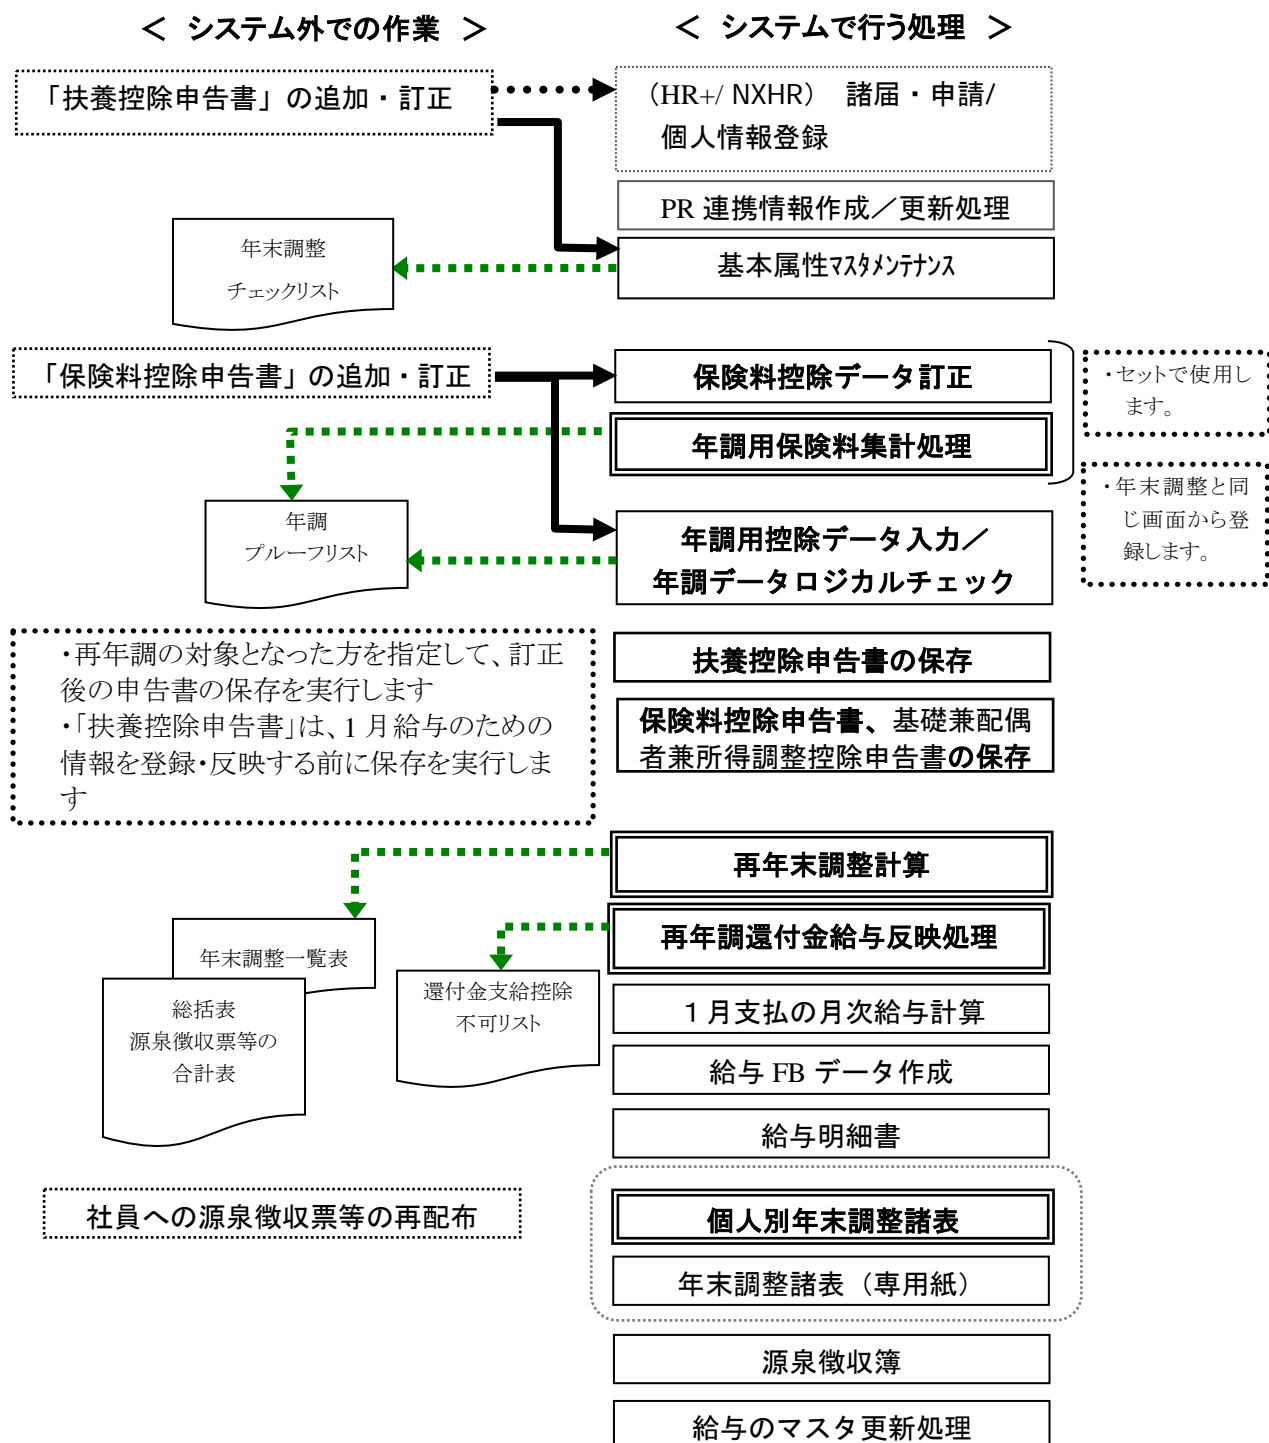 ＜ システム外での作業 ＞
＜ システムで行う処理 ＞
「扶養控除申告書」の追加・訂正
（HR+/ NXHR） 諸届・申請/
個人情報登録
PR 連携情報作成／更新処理
基本属性ﾏｽﾀﾒﾝﾃﾅﾝｽ
年末調整
チェックリスト
「保険料控除申告書」の追加・訂正
保険料控除データ訂正
年調用保険料集計処理
・セットで使用し
ます。
・年末調整と同
じ画面から登
録します。
年調
プルーフリスト
年調用控除データ入力／
年調データロジカルチェック
・再年調の対象となった方を指定して、訂正
後の申告書の保存を実行します
・「扶養控除申告書」は、1 月給与のための
情報を登録・反映する前に保存を実行しま
す
扶養控除申告書の保存
保険料控除申告書、基礎兼配偶
者兼所得調整控除申告書の保存
再年末調整計算
再年調還付金給与反映処理
年末調整一覧表
総括表
源泉徴収票等の
合計表
還付金支給控除
不可リスト
１月支払の月次給与計算
給与 FB データ作成
給与明細書
社員への源泉徴収票等の再配布
個人別年末調整諸表
年末調整諸表（専用紙）
源泉徴収簿
給与のマスタ更新処理